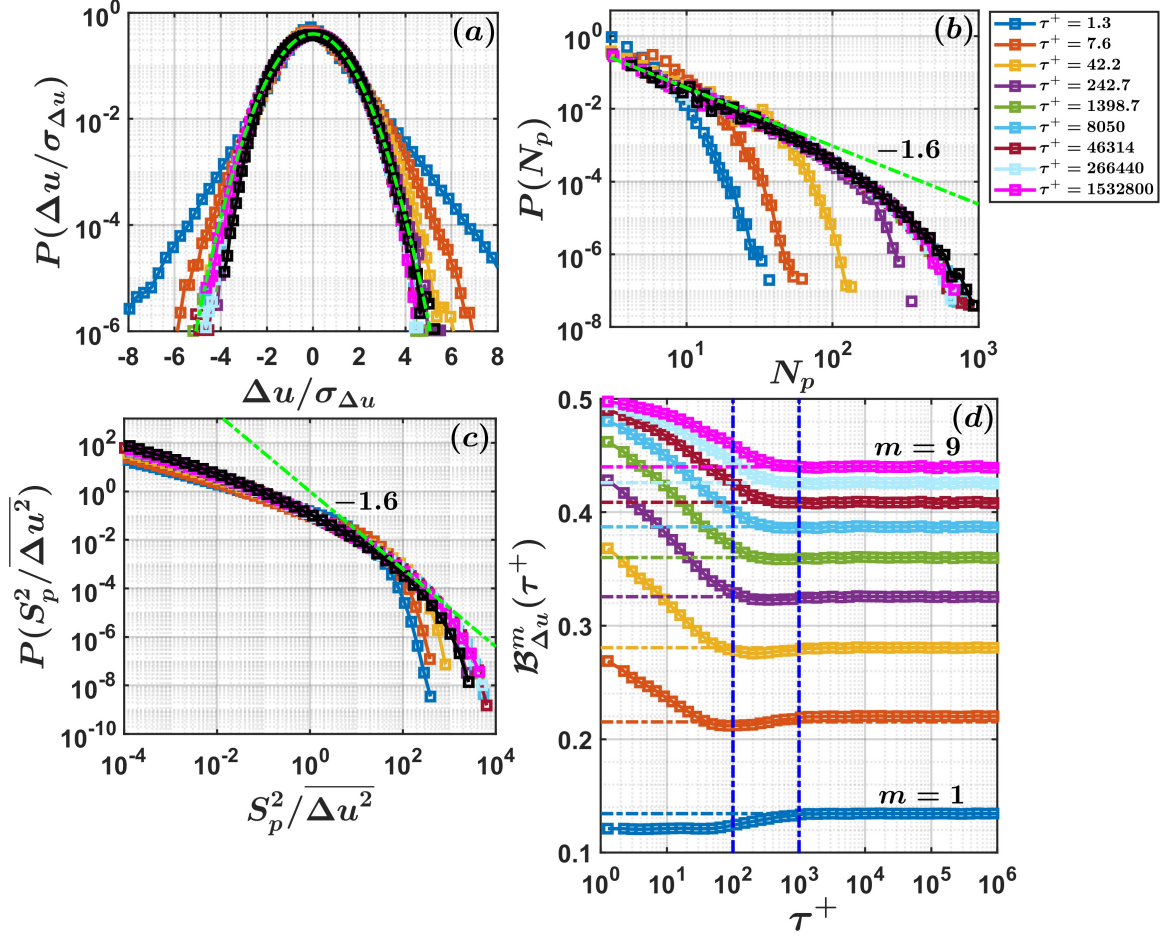 (a)
P(Δu/σ_Δu)
10^0
10^-2
10^-4
10^-6
-8 -6 -4 -2 0 2 4 6 8
Δu/σ_Δu
(b)
P(N_p)
10^0
10^-2
10^-4
10^-6
10^-8
−1.6
10^1 10^2 10^3
N_p
τ^+ = 1.3
τ^+ = 7.6
τ^+ = 42.2
τ^+ = 242.7
τ^+ = 1398.7
τ^+ = 8050
τ^+ = 46314
τ^+ = 266440
τ^+ = 1532800
(c)
P(S_p^2/\overline{Δu^2})
10^2
10^0
10^-2
10^-4
10^-6
10^-8
10^-10
−1.6
10^-4 10^-2 10^0 10^2 10^4
S_p^2/\overline{Δu^2}
(d)
B_Δu^m(τ^+)
0.5
0.4
0.3
0.2
0.1
m = 9
m = 1
10^0 10^1 10^2 10^3 10^4 10^5 10^6
τ^+